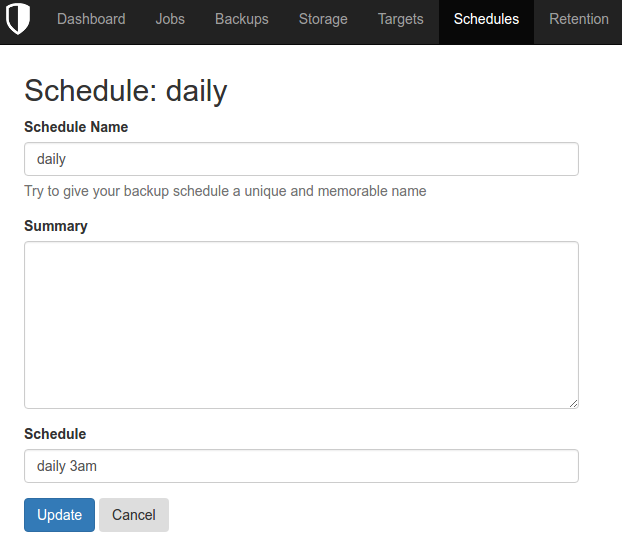 Dashboard Jobs Backups Storage Targets Schedules Retention
Schedule: daily
Schedule Name
daily
Try to give your backup schedule a unique and memorable name
Summary
Schedule
daily 3am
Update Cancel